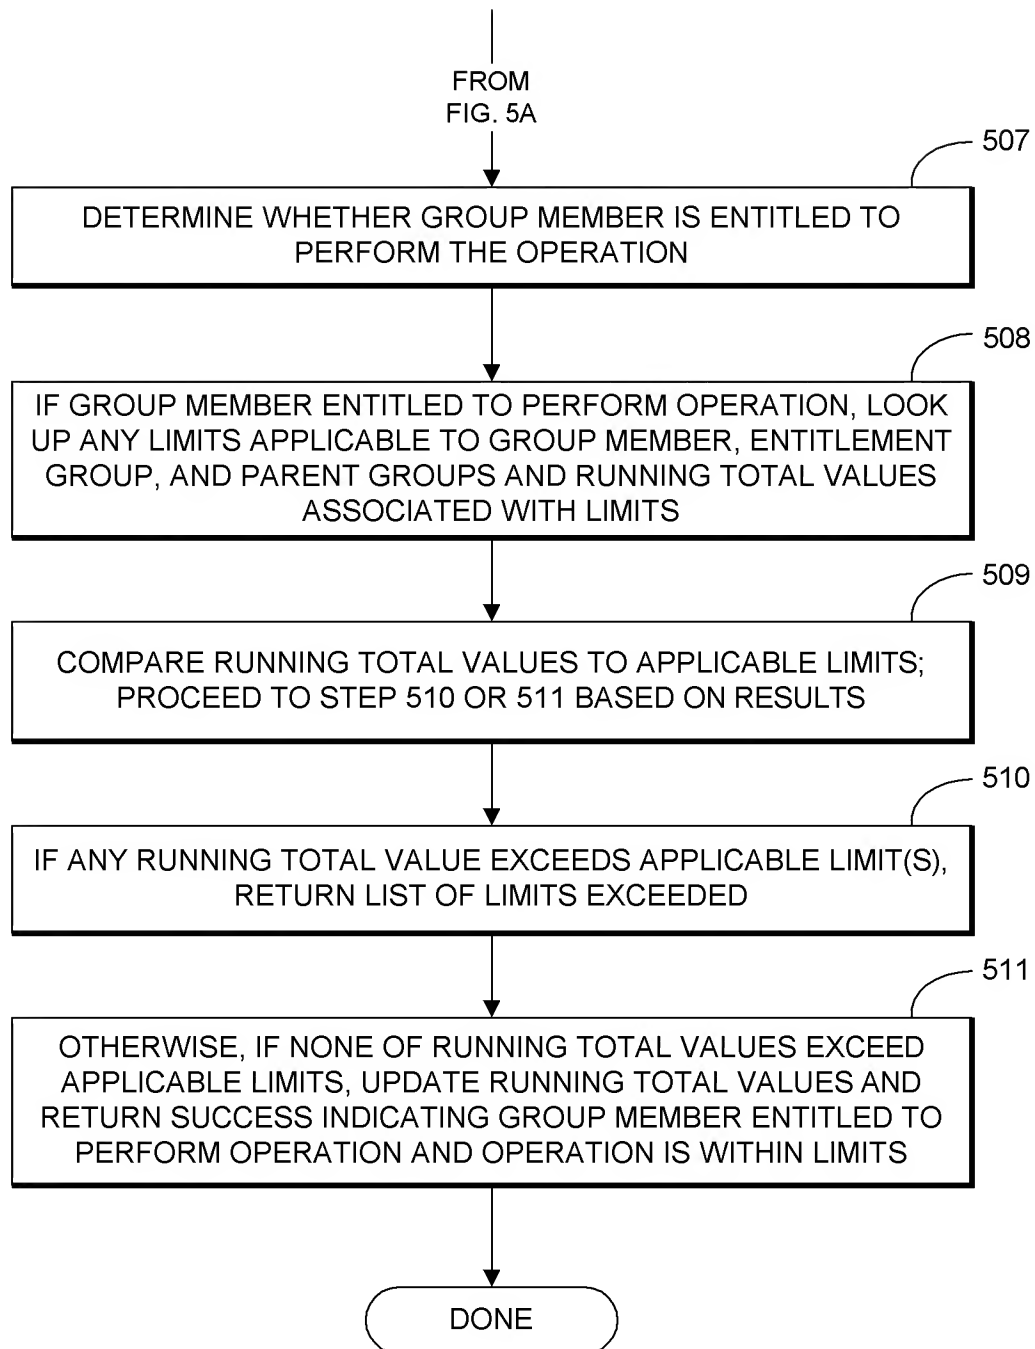 FROM
FIG. 5A
507
DETERMINE WHETHER GROUP MEMBER IS ENTITLED TO
PERFORM THE OPERATION
508
IF GROUP MEMBER ENTITLED TO PERFORM OPERATION, LOOK
UP ANY LIMITS APPLICABLE TO GROUP MEMBER, ENTITLEMENT
GROUP, AND PARENT GROUPS AND RUNNING TOTAL VALUES
ASSOCIATED WITH LIMITS
509
COMPARE RUNNING TOTAL VALUES TO APPLICABLE LIMITS;
PROCEED TO STEP 510 OR 511 BASED ON RESULTS
510
IF ANY RUNNING TOTAL VALUE EXCEEDS APPLICABLE LIMIT(S),
RETURN LIST OF LIMITS EXCEEDED
511
OTHERWISE, IF NONE OF RUNNING TOTAL VALUES EXCEED
APPLICABLE LIMITS, UPDATE RUNNING TOTAL VALUES AND
RETURN SUCCESS INDICATING GROUP MEMBER ENTITLED TO
PERFORM OPERATION AND OPERATION IS WITHIN LIMITS
DONE